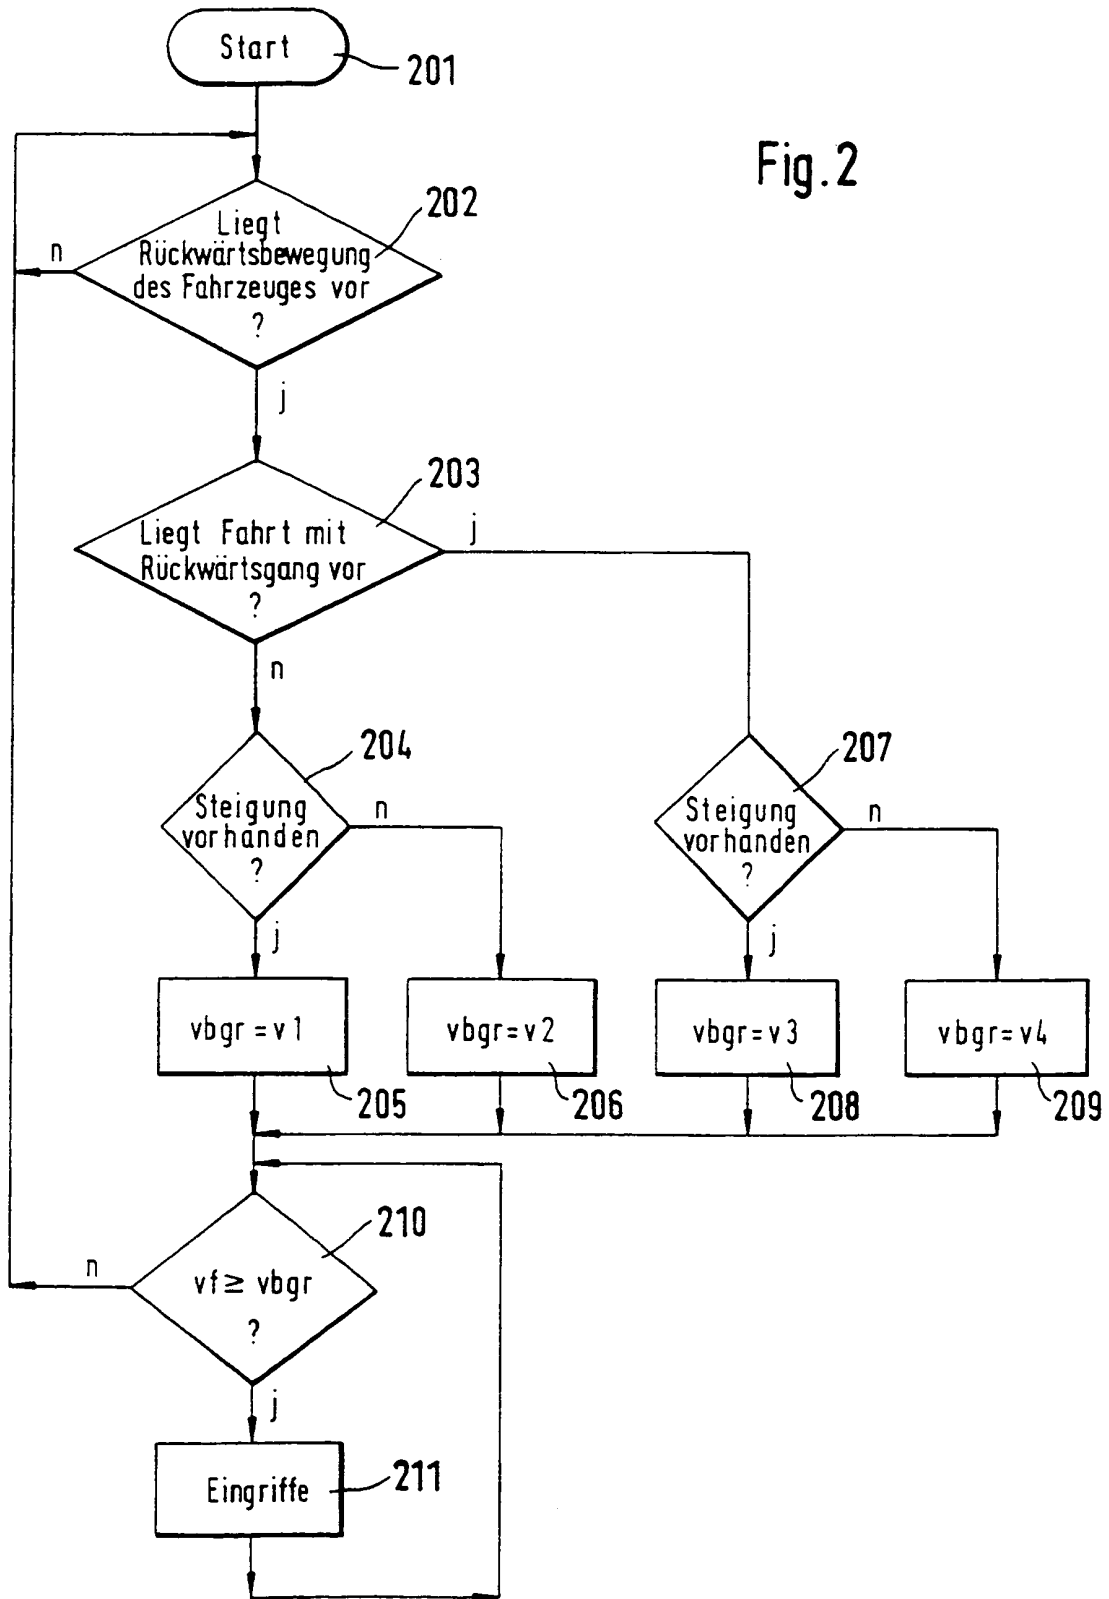 Start
201
Fig. 2
202
Liegt
Rückwärtsbewegung
des Fahrzeuges vor
?
n
j
203
Liegt Fahrt mit
Rückwärtsgang vor
?
j
n
204
Steigung
vorhanden
?
n
j
207
Steigung
vorhanden
?
n
j
vbgr = v1
205
vbgr = v2
206
vbgr = v3
208
vbgr = v4
209
210
vf ≥ vbgr
?
n
j
Eingriffe
211